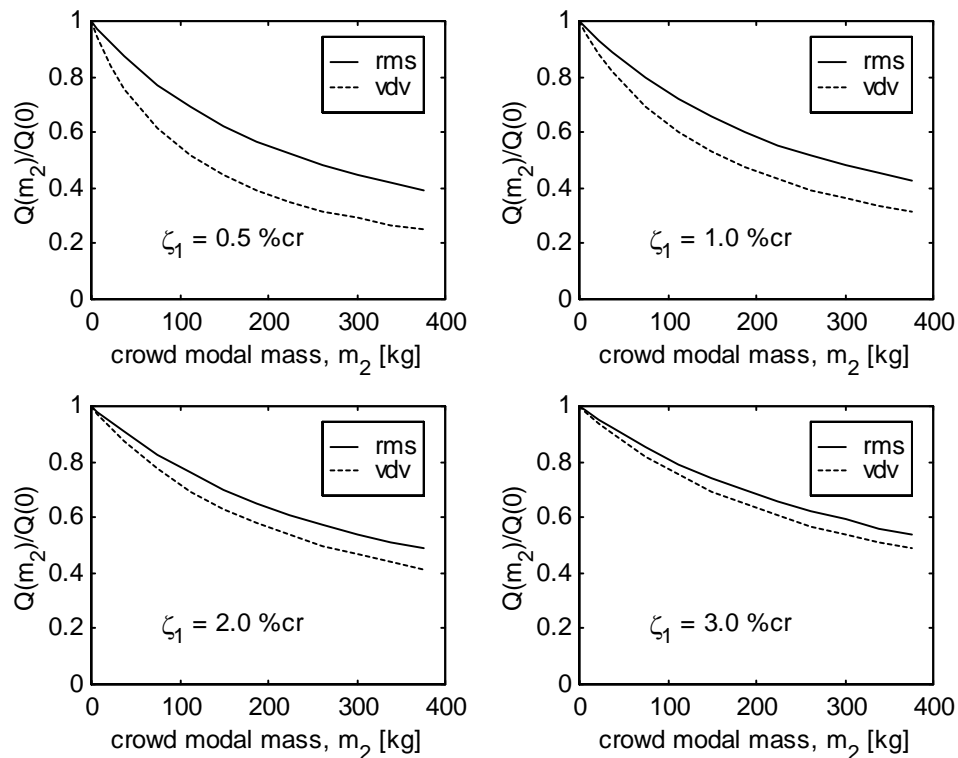 Q(m₂)/Q(0)
1
0.8
0.6
0.4
0.2
0
rms
vdv
ζ₁ = 0.5 %cr
0 100 200 300 400
crowd modal mass, m₂ [kg]
Q(m₂)/Q(0)
1
0.8
0.6
0.4
0.2
0
rms
vdv
ζ₁ = 1.0 %cr
0 100 200 300 400
crowd modal mass, m₂ [kg]
Q(m₂)/Q(0)
1
0.8
0.6
0.4
0.2
0
rms
vdv
ζ₁ = 2.0 %cr
0 100 200 300 400
crowd modal mass, m₂ [kg]
Q(m₂)/Q(0)
1
0.8
0.6
0.4
0.2
0
rms
vdv
ζ₁ = 3.0 %cr
0 100 200 300 400
crowd modal mass, m₂ [kg]